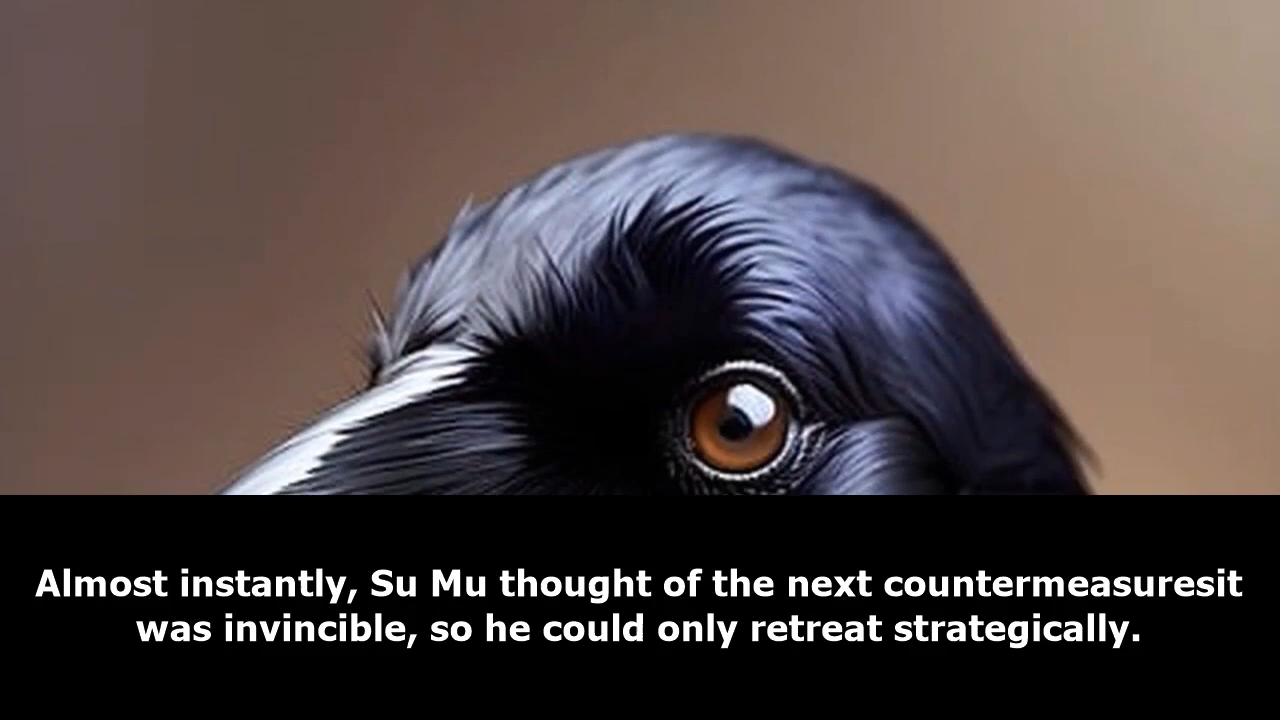 Almost instantly, Su Mu thought of the next countermeasuresit
was invincible, so he could only retreat strategically.